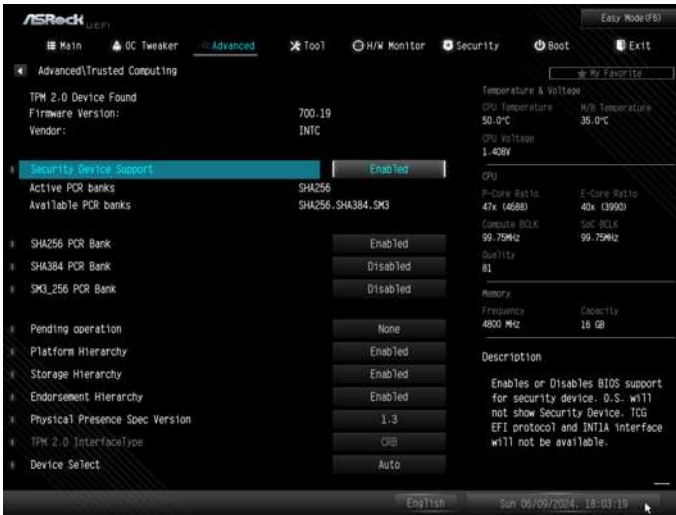 ASRock UEFI
Easy Mode(F6)
Main
OC Tweaker
Advanced
Tool
H/W Monitor
Security
Boot
Exit
Advanced\Trusted Computing
My Favorite
TPM 2.0 Device Found
Firmware Version: 700.19
Vendor: INTC
Security Device Support Enabled
Active PCR banks SHA256
Available PCR banks SHA256,SHA384,SM3
SHA256 PCR Bank Enabled
SHA384 PCR Bank Disabled
SM3_256 PCR Bank Disabled
Pending operation None
Platform Hierarchy Enabled
Storage Hierarchy Enabled
Endorsement Hierarchy Enabled
Physical Presence Spec Version 1.3
TPM 2.0 InterfaceType CRB
Device Select Auto
Temperature & Voltage
CPU Temperature M/B Temperature
50.0°C 35.0°C
CPU Voltage
1.408V
CPU
P-Core Ratio E-Core Ratio
47x (4688) 40x (3990)
Compute BCLK SoC BCLK
99.75MHz 99.75MHz
Quality
81
Memory
Frequency Capacity
4800 MHz 16 GB
Description
Enables or Disables BIOS support
for security device. O.S. will
not show Security Device. TCG
EFI protocol and INT1A interface
will not be available.
English
Sun 06/09/2024, 18:03:19